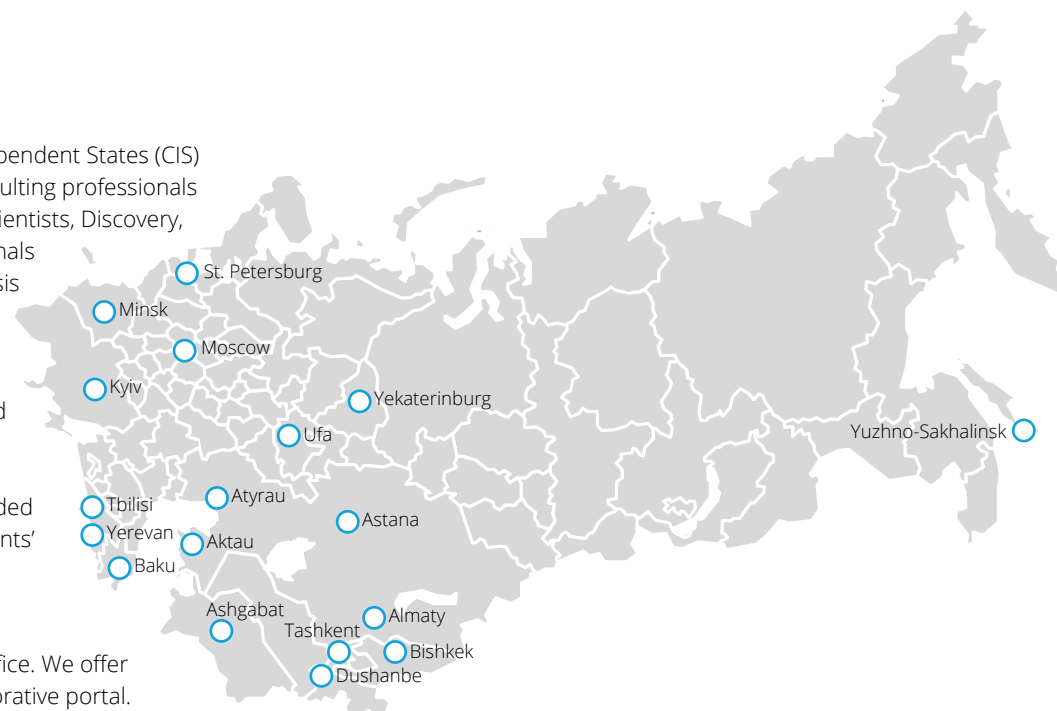 pendent States (CIS)
ulting professionals
ientists, Discovery,
nals
sis
d
ded
nts'
fice. We offer
orative portal.
St. Petersburg
Minsk
Moscow
Kyiv
Yekaterinburg
Ufa
Yuzhno-Sakhalinsk
Atyrau
Tbilisi
Astana
Yerevan
Aktau
Baku
Ashgabat
Almaty
Tashkent
Bishkek
Dushanbe